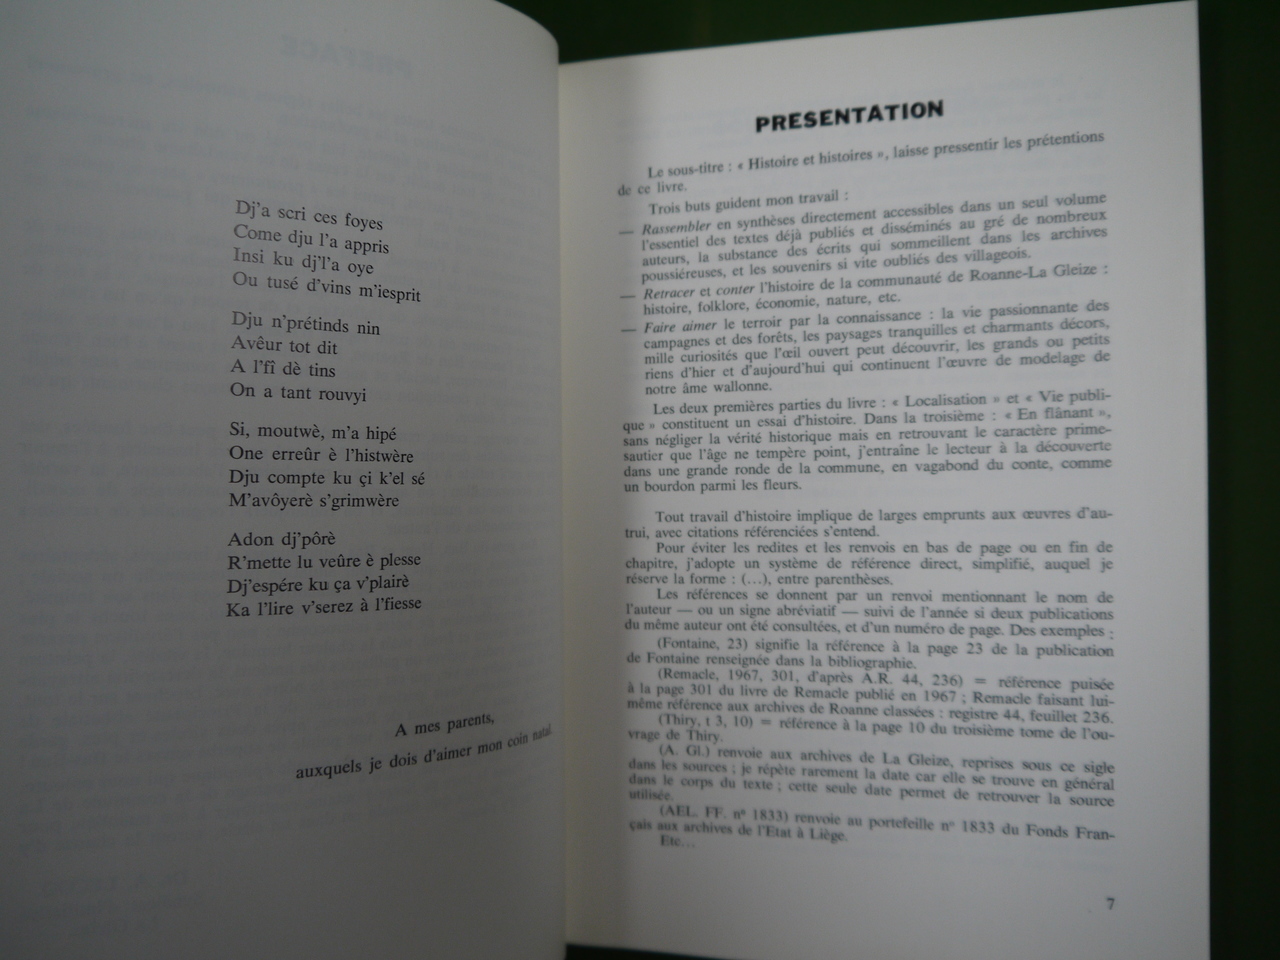 Dj'a scri ces foyes
Come dju l'a appris
Insi ku dj'l'a oye
Ou tusé d'vins m'iesprit
Dju n'prétinds nin
Avêur tot dit
A l'fî dè tins
On a tant rouvyi
Si, moutwè, m'a hipé
One erreûr è l'histwère
Dju compte ku çi k'el sé
M'avôyerè s'grimwère
Adon dj'pôrè
R'mette lu veûre è plesse
Dj'espére ku ça v'plairè
Ka l'lire v'serez à l'fiesse
A mes parents,
auxquels je dois d'aimer mon coin natal.
PRESENTATION
Le sous-titre : « Histoire et histoires », laisse pressentir les prétentions
de ce livre.
Trois buts guident mon travail :
— Rassembler en synthèses directement accessibles dans un seul volume
l'essentiel des textes déjà publiés et disséminés au gré de nombreux
auteurs, la substance des écrits qui sommeillent dans les archives
poussiéreuses, et les souvenirs si vite oubliés des villageois.
— Retracer et conter l'histoire de la communauté de Roanne-La Gleize :
histoire, folklore, économie, nature, etc.
— Faire aimer le terroir par la connaissance : la vie passionnante des
campagnes et des forêts, les paysages tranquilles et charmants décors,
mille curiosités que l'œil ouvert peut découvrir, les grands ou petits
riens d'hier et d'aujourd'hui qui continuent l'œuvre de modelage de
notre âme wallonne.
Les deux premières parties du livre : « Localisation » et « Vie publi-
que » constituent un essai d'histoire. Dans la troisième : « En flânant »,
sans négliger la vérité historique mais en retrouvant le caractère prime-
sautier que l'âge ne tempère point, j'entraîne le lecteur à la découverte
dans une grande ronde de la commune, en vagabond du conte, comme
un bourdon parmi les fleurs.
Tout travail d'histoire implique de larges emprunts aux œuvres d'au-
trui, avec citations référenciées s'entend.
Pour éviter les redites et les renvois en bas de page ou en fin de
chapitre, j'adopte un système de référence direct, simplifié, auquel je
réserve la forme : (...), entre parenthèses.
Les références se donnent par un renvoi mentionnant le nom de
l'auteur — ou un signe abréviatif — suivi de l'année si deux publications
du même auteur ont été consultées, et d'un numéro de page. Des exemples :
(Fontaine, 23) signifie la référence à la page 23 de la publication
de Fontaine renseignée dans la bibliographie.
(Remacle, 1967, 301, d'après A.R. 44, 236) = référence puisée
à la page 301 du livre de Remacle publié en 1967 ; Remacle faisant lui-
même référence aux archives de Roanne classées : registre 44, feuillet 236.
(Thiry, t 3, 10) = référence à la page 10 du troisième tome de l'ou-
vrage de Thiry.
(A. Gl.) renvoie aux archives de La Gleize, reprises sous ce sigle
dans les sources ; je répète rarement la date car elle se trouve en général
dans le corps du texte ; cette seule date permet de retrouver la source
utilisée.
(AEL. FF. n° 1833) renvoie au portefeille n° 1833 du Fonds Fran-
çais aux archives de l'Etat à Liège.
Etc...
7